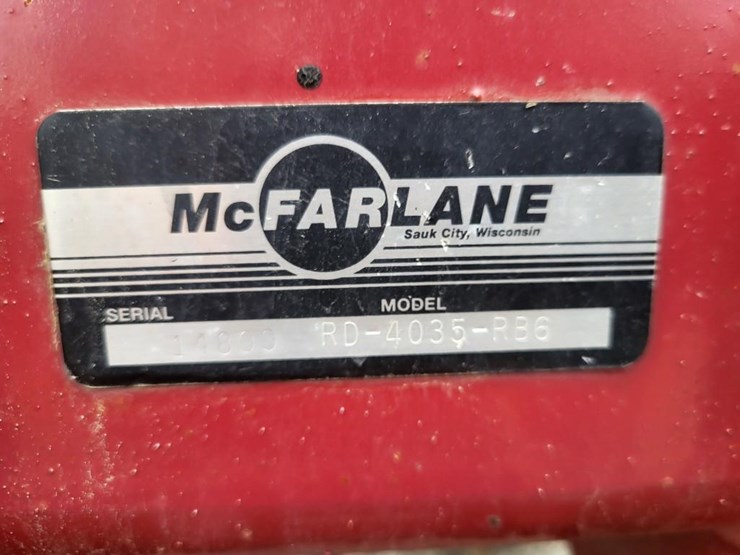 McFARLANE
Sauk City, Wisconsin
SERIAL MODEL
RD-4035-RB6